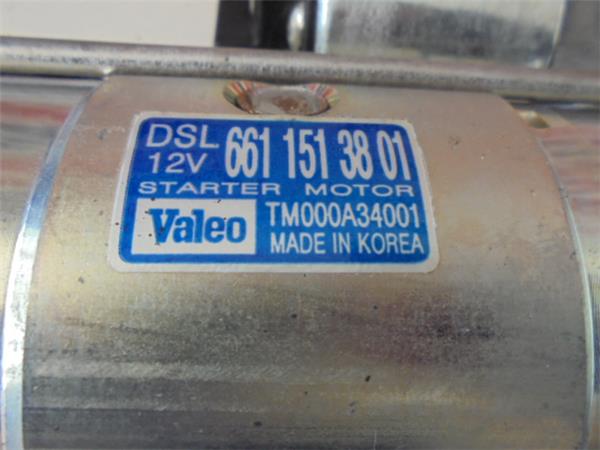 DSL 661 151 38 01
12V
STARTER MOTOR
Valeo TM000A34001
MADE IN KOREA